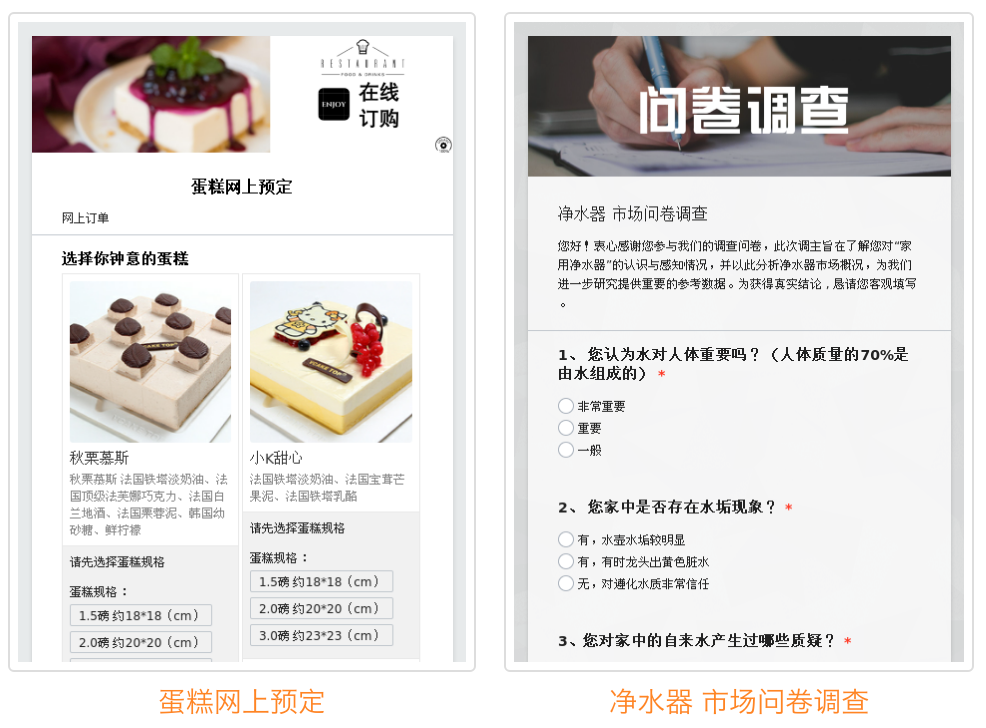 RESTAURANT
FOOD & DRINKS
ENJOY
在线
订购
蛋糕网上预定
网上订单
选择你钟意的蛋糕
秋栗慕斯
秋栗慕斯 法国铁塔淡奶油、法
国顶级法芙娜巧克力、法国白
兰地酒、法国栗蓉泥、韩国幼
砂糖、鲜柠檬
请先选择蛋糕规格
蛋糕规格：
1.5磅 约18*18（cm）
2.0磅 约20*20（cm）
小K甜心
法国铁塔淡奶油、法国宝茸芒
果泥、法国铁塔乳酪
请先选择蛋糕规格
蛋糕规格：
1.5磅 约18*18（cm）
2.0磅 约20*20（cm）
3.0磅 约23*23（cm）
蛋糕网上预定
问卷调查
净水器 市场问卷调查
您好！衷心感谢您参与我们的调查问卷，此次调主旨在了解您对“家
用净水器”的认识与感知情况，并以此分析净水器市场概况，为我们
进一步研究提供重要的参考数据。为获得真实结论，恳请您客观填写
。
1、 您认为水对人体重要吗？（人体质量的70%是
由水组成的） *
非常重要
重要
一般
2、 您家中是否存在水垢现象？ *
有，水壶水垢较明显
有，有时龙头出黄色脏水
无，对遵化水质非常信任
3、您对家中的自来水产生过哪些质疑？ *
净水器 市场问卷调查